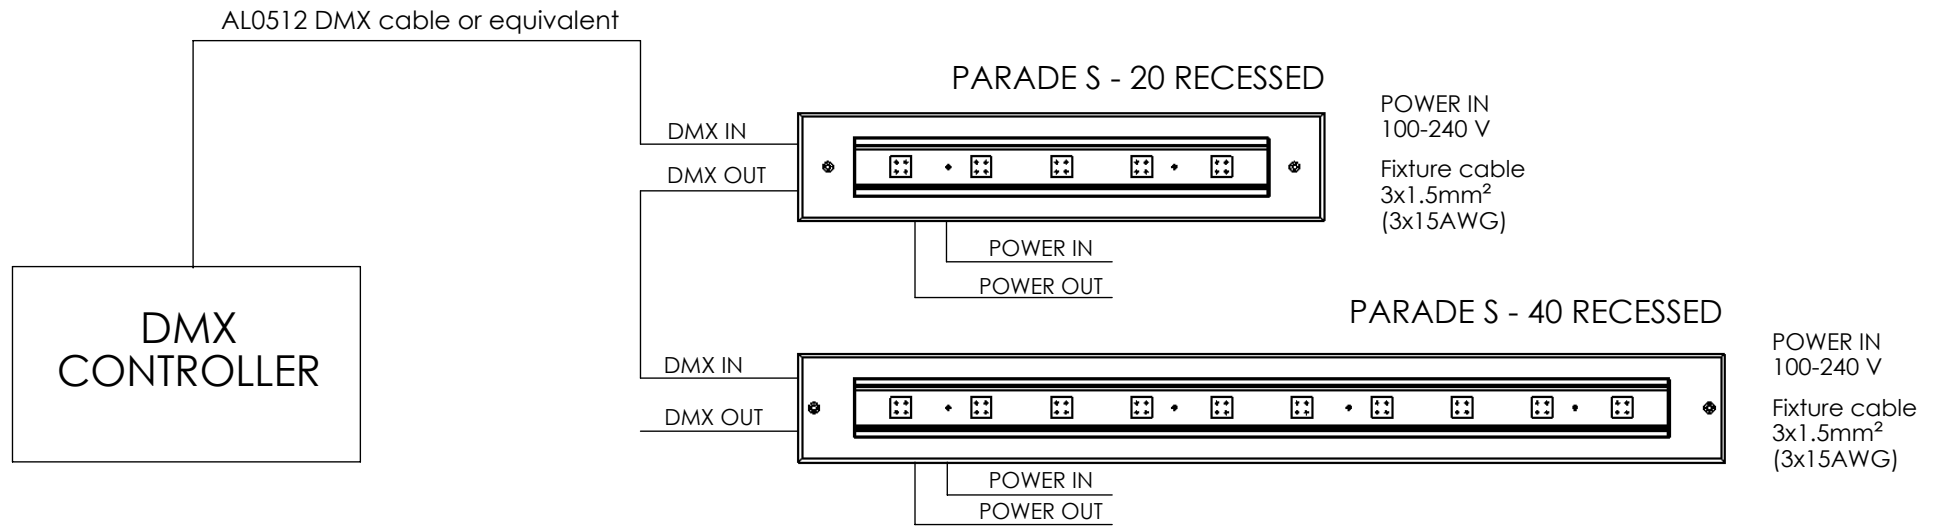 AL0512 DMX cable or equivalent
PARADE S - 20 RECESSED
POWER IN
100-240 V
Fixture cable
3x1.5mm²
(3x15AWG)
DMX IN
DMX OUT
POWER IN
POWER OUT
DMX
CONTROLLER
PARADE S - 40 RECESSED
POWER IN
100-240 V
Fixture cable
3x1.5mm²
(3x15AWG)
DMX IN
DMX OUT
POWER IN
POWER OUT